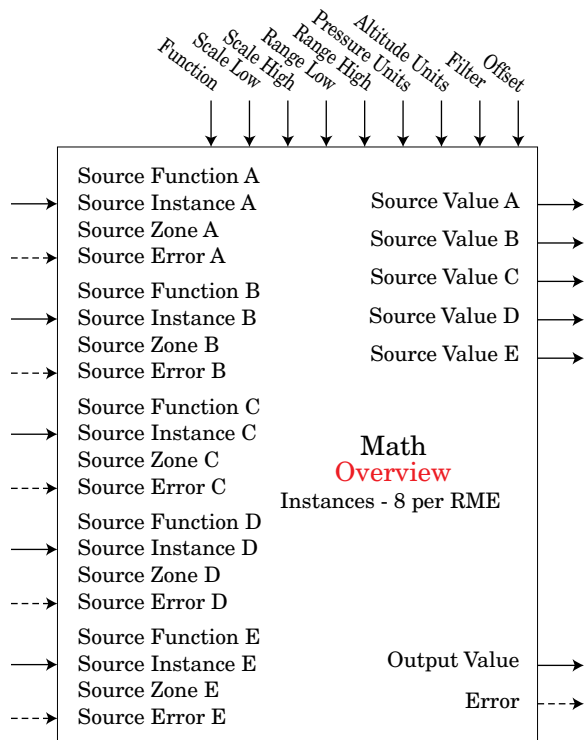 Function
Scale Low
Scale High
Range Low
Range High
Pressure Units
Altitude Units
Filter
Offset
Source Function A
Source Instance A
Source Zone A
Source Error A
Source Function B
Source Instance B
Source Zone B
Source Error B
Source Function C
Source Instance C
Source Zone C
Source Error C
Source Function D
Source Instance D
Source Zone D
Source Error D
Source Function E
Source Instance E
Source Zone E
Source Error E
Source Value A
Source Value B
Source Value C
Source Value D
Source Value E
Math
Overview
Instances - 8 per RME
Output Value
Error